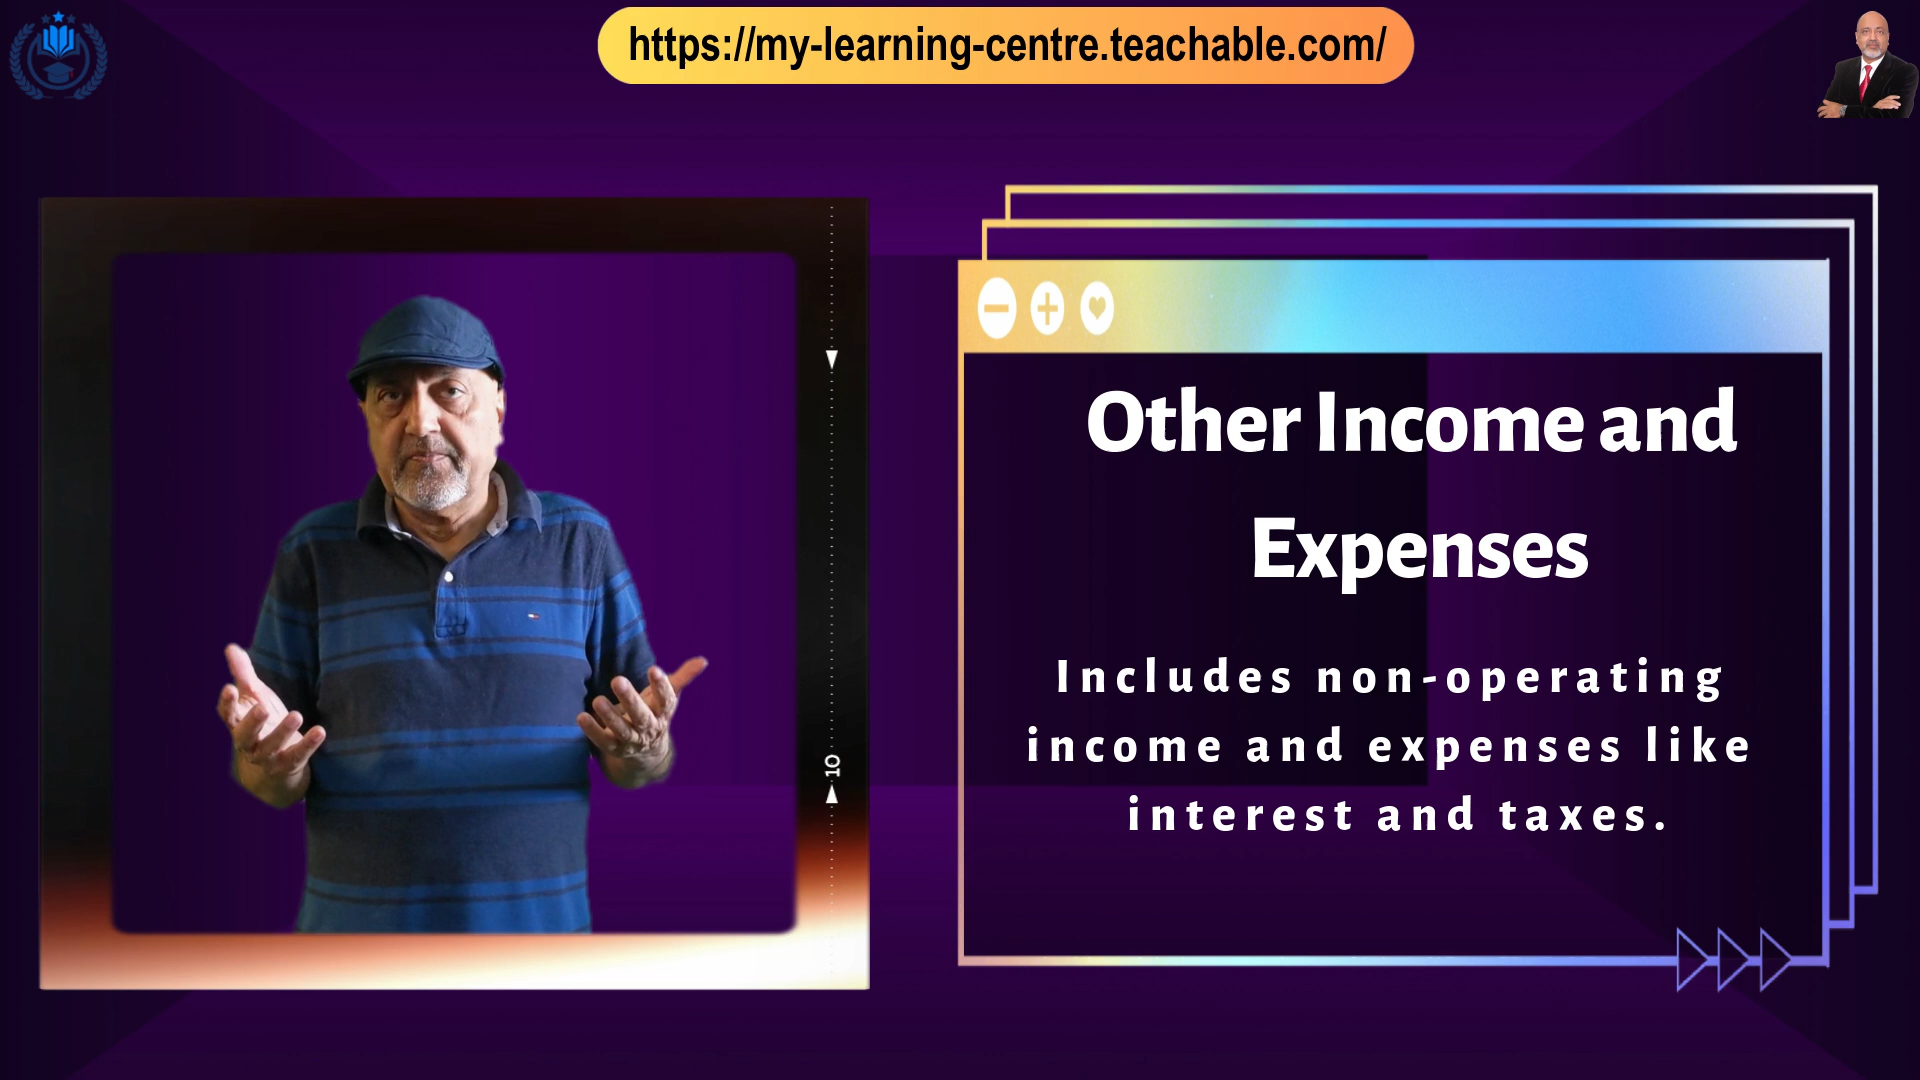 https://my-learning-centre.teachable.com/
10
Other Income and
Expenses
Includes non-operating
income and expenses like
interest and taxes.